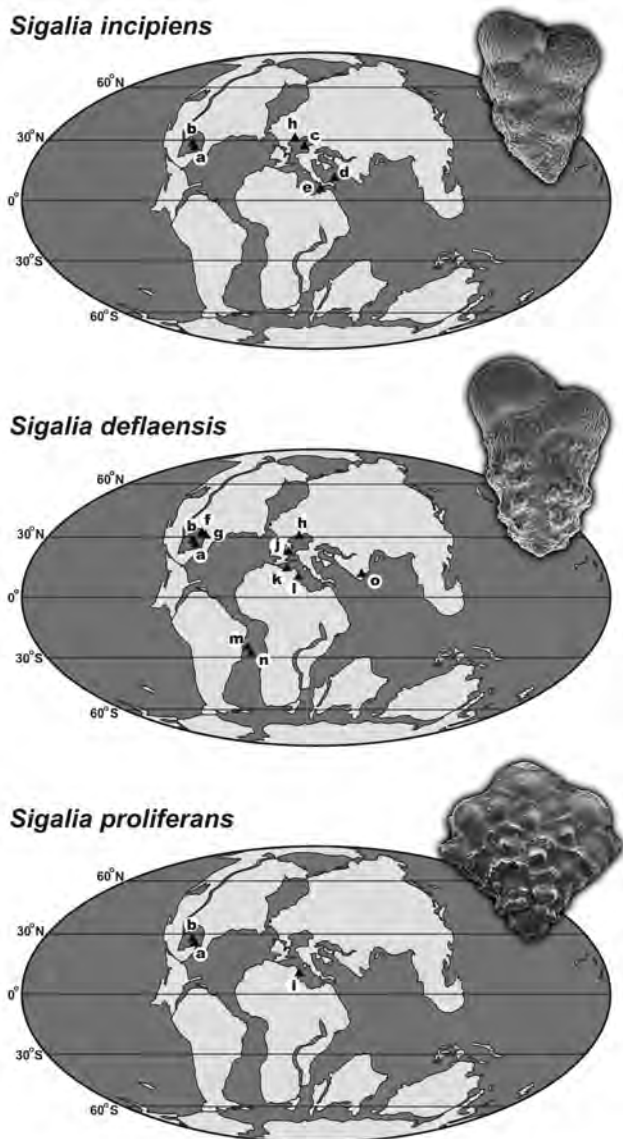 Sigalia incipiens
60°N
30°N
0°
30°S
60°S
b
a
h
c
d
e
Sigalia deflaensis
60°N
30°N
0°
30°S
60°S
b
f
g
a
h
j
k
l
o
m
n
Sigalia proliferans
60°N
30°N
0°
30°S
60°S
b
a